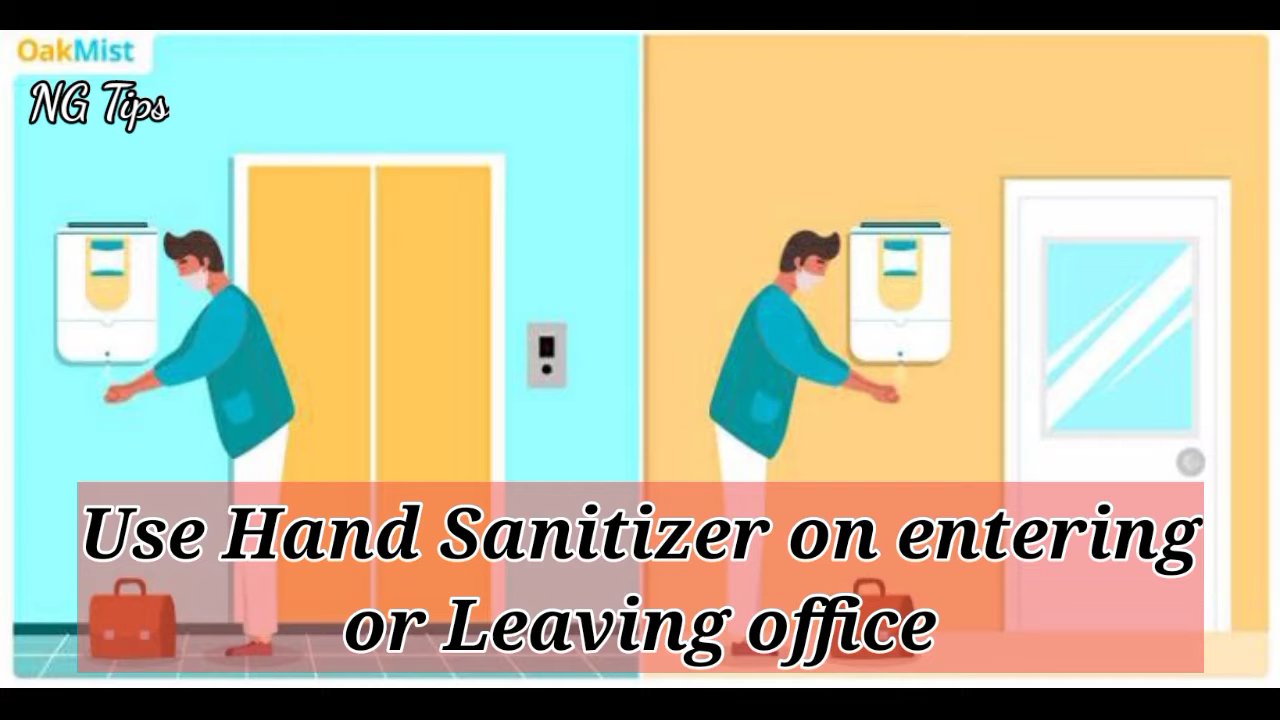 OakMist
NG Tips
Use Hand Sanitizer on entering
or Leaving office